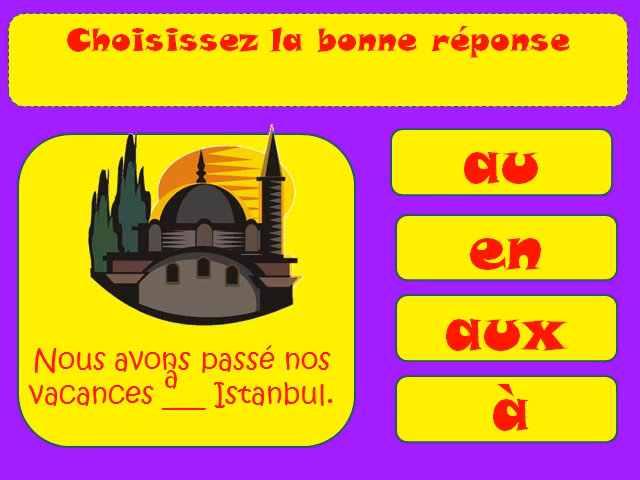 Choisissez la bonne réponse
Nous avons passé nos
à
vacances ___ Istanbul.
au
en
aux
à